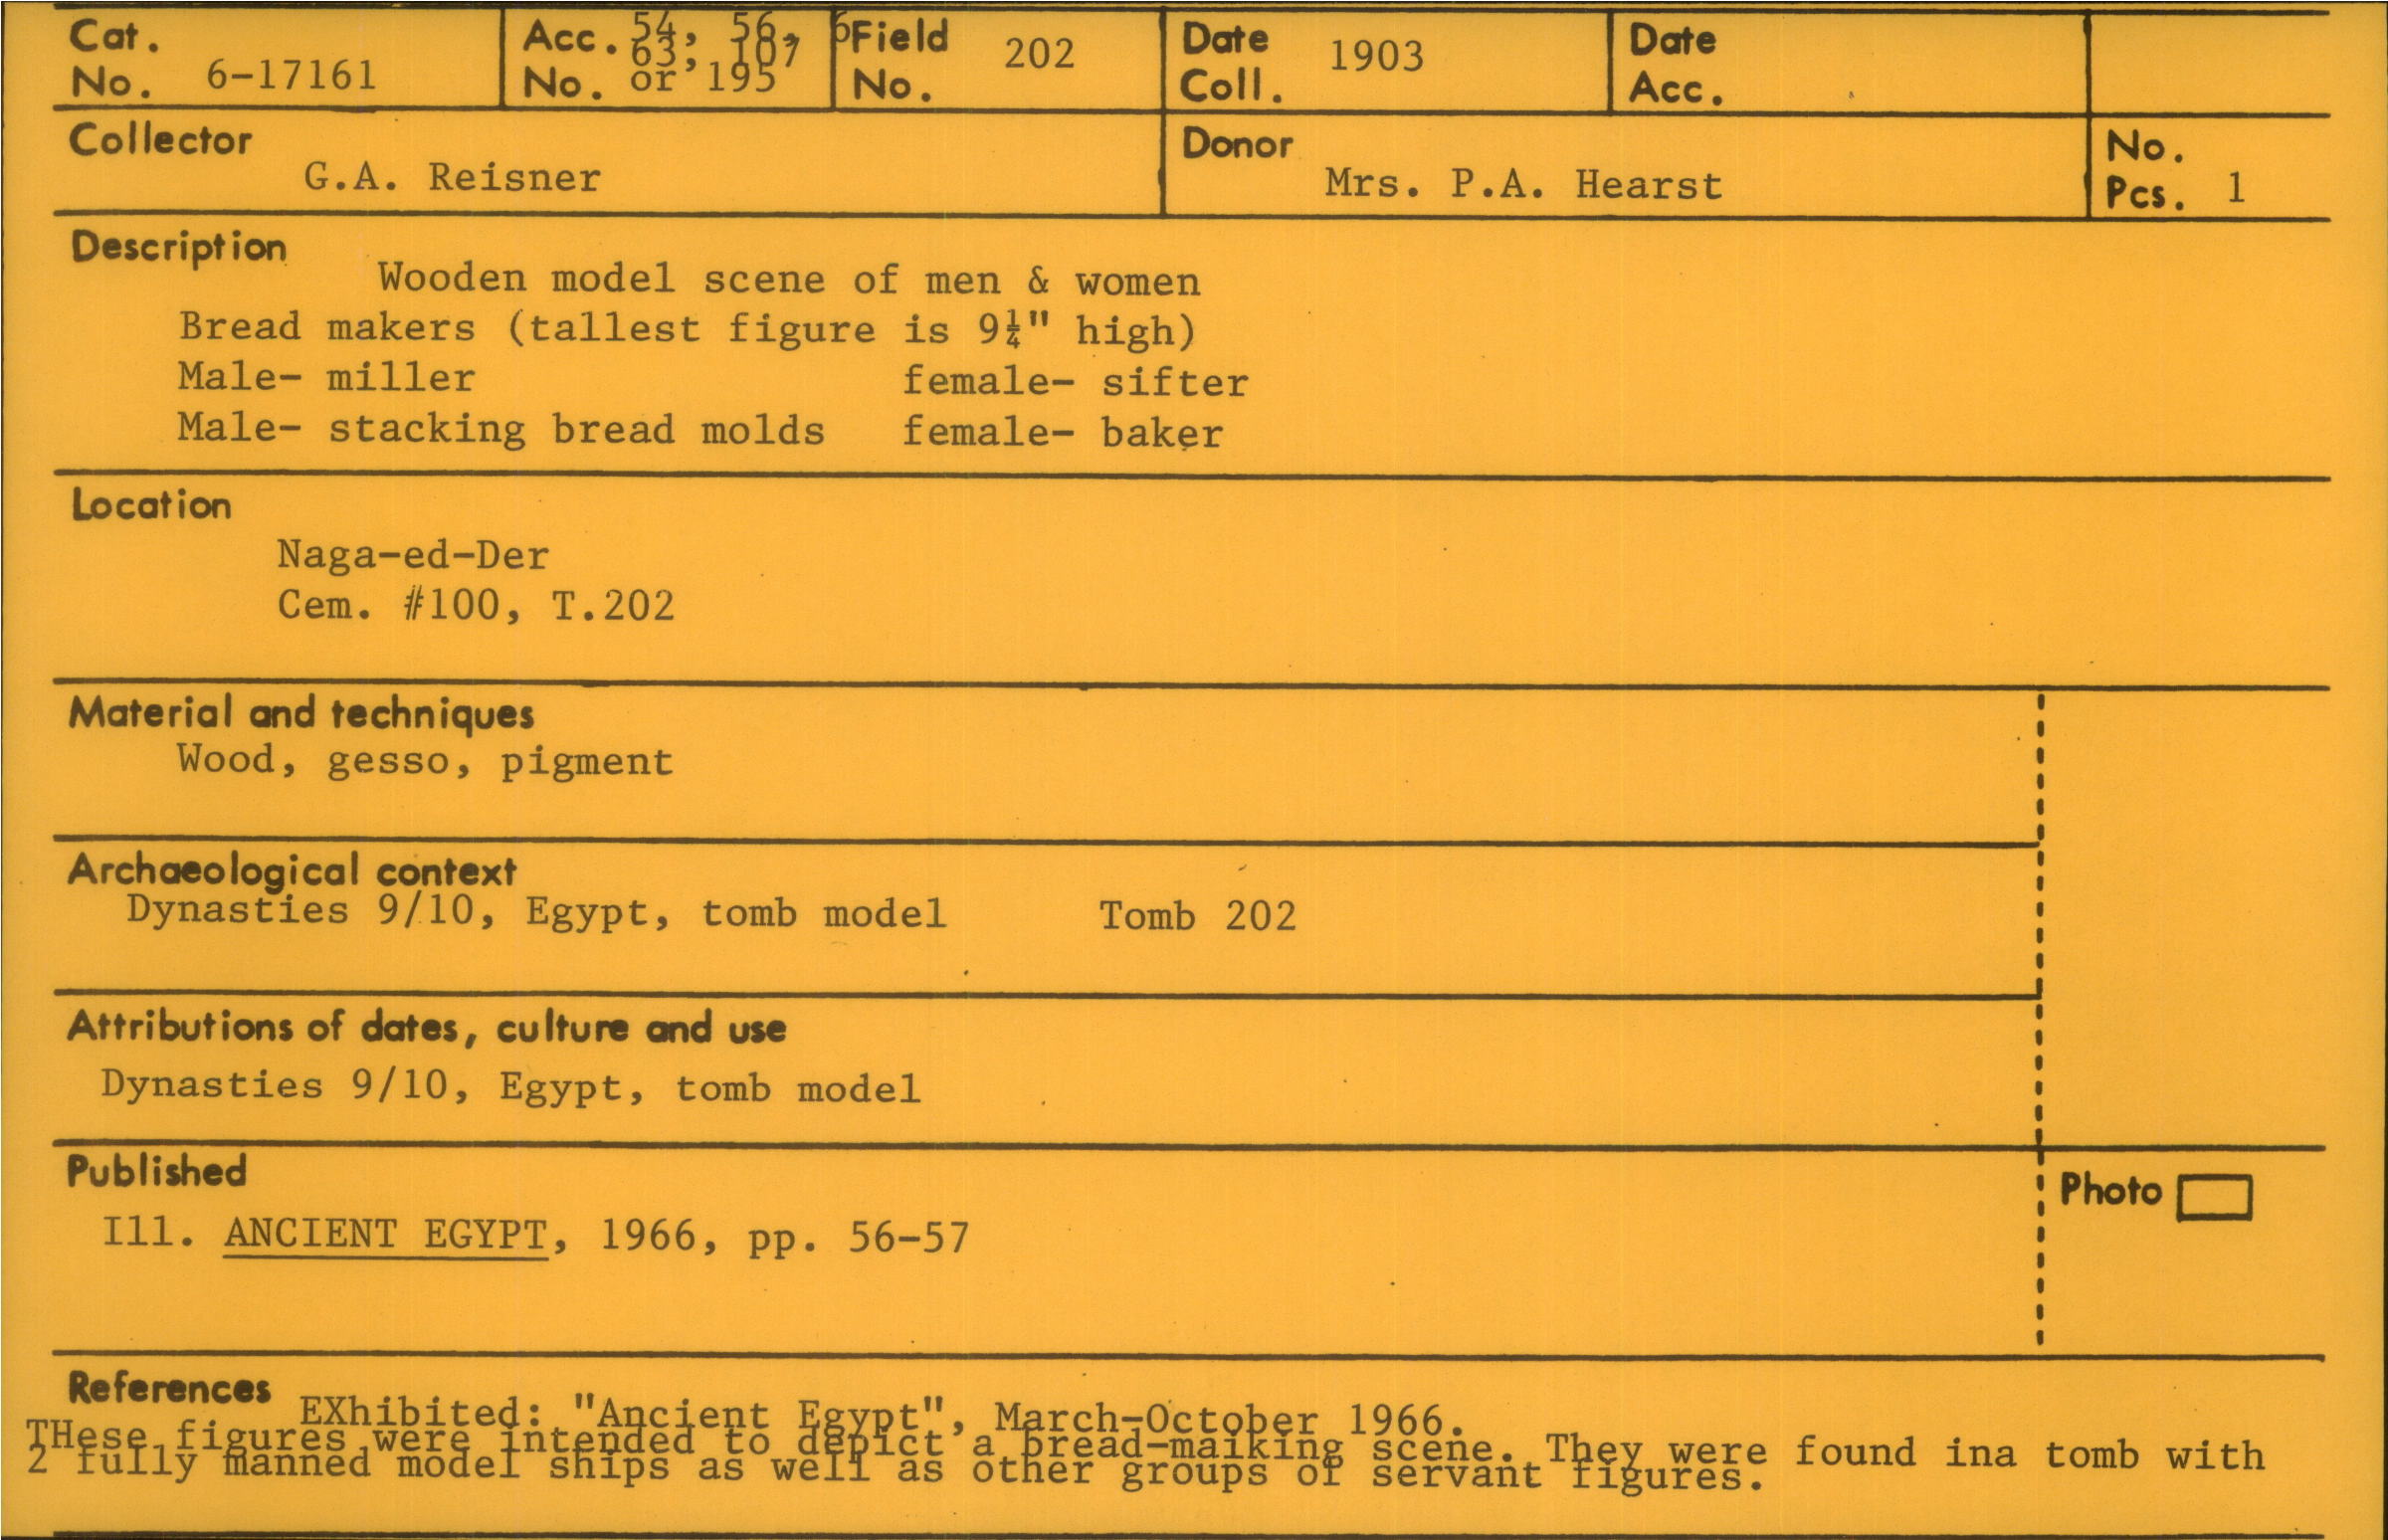 Cat. No. 6-17161
Acc. No. 54, 56, 6
63, 107
or 195
Field No. 202
Date Coll. 1903
Date Acc.
Collector
G.A. Reisner
Donor
Mrs. P.A. Hearst
No. Pcs. 1
Description
Wooden model scene of men & women
Bread makers (tallest figure is 9¼" high)
Male- miller female- sifter
Male- stacking bread molds female- baker
Location
Naga-ed-Der
Cem. #100, T.202
Material and techniques
Wood, gesso, pigment
Archaeological context
Dynasties 9/10, Egypt, tomb model Tomb 202
Attributions of dates, culture and use
Dynasties 9/10, Egypt, tomb model
Published
Ill. ANCIENT EGYPT, 1966, pp. 56-57
Photo
References
EXhibited: "Ancient Egypt", March-October 1966.
THese figures were intended to depict a bread-maiking scene. They were found ina tomb with
2 fully manned model ships as well as other groups of servant figures.